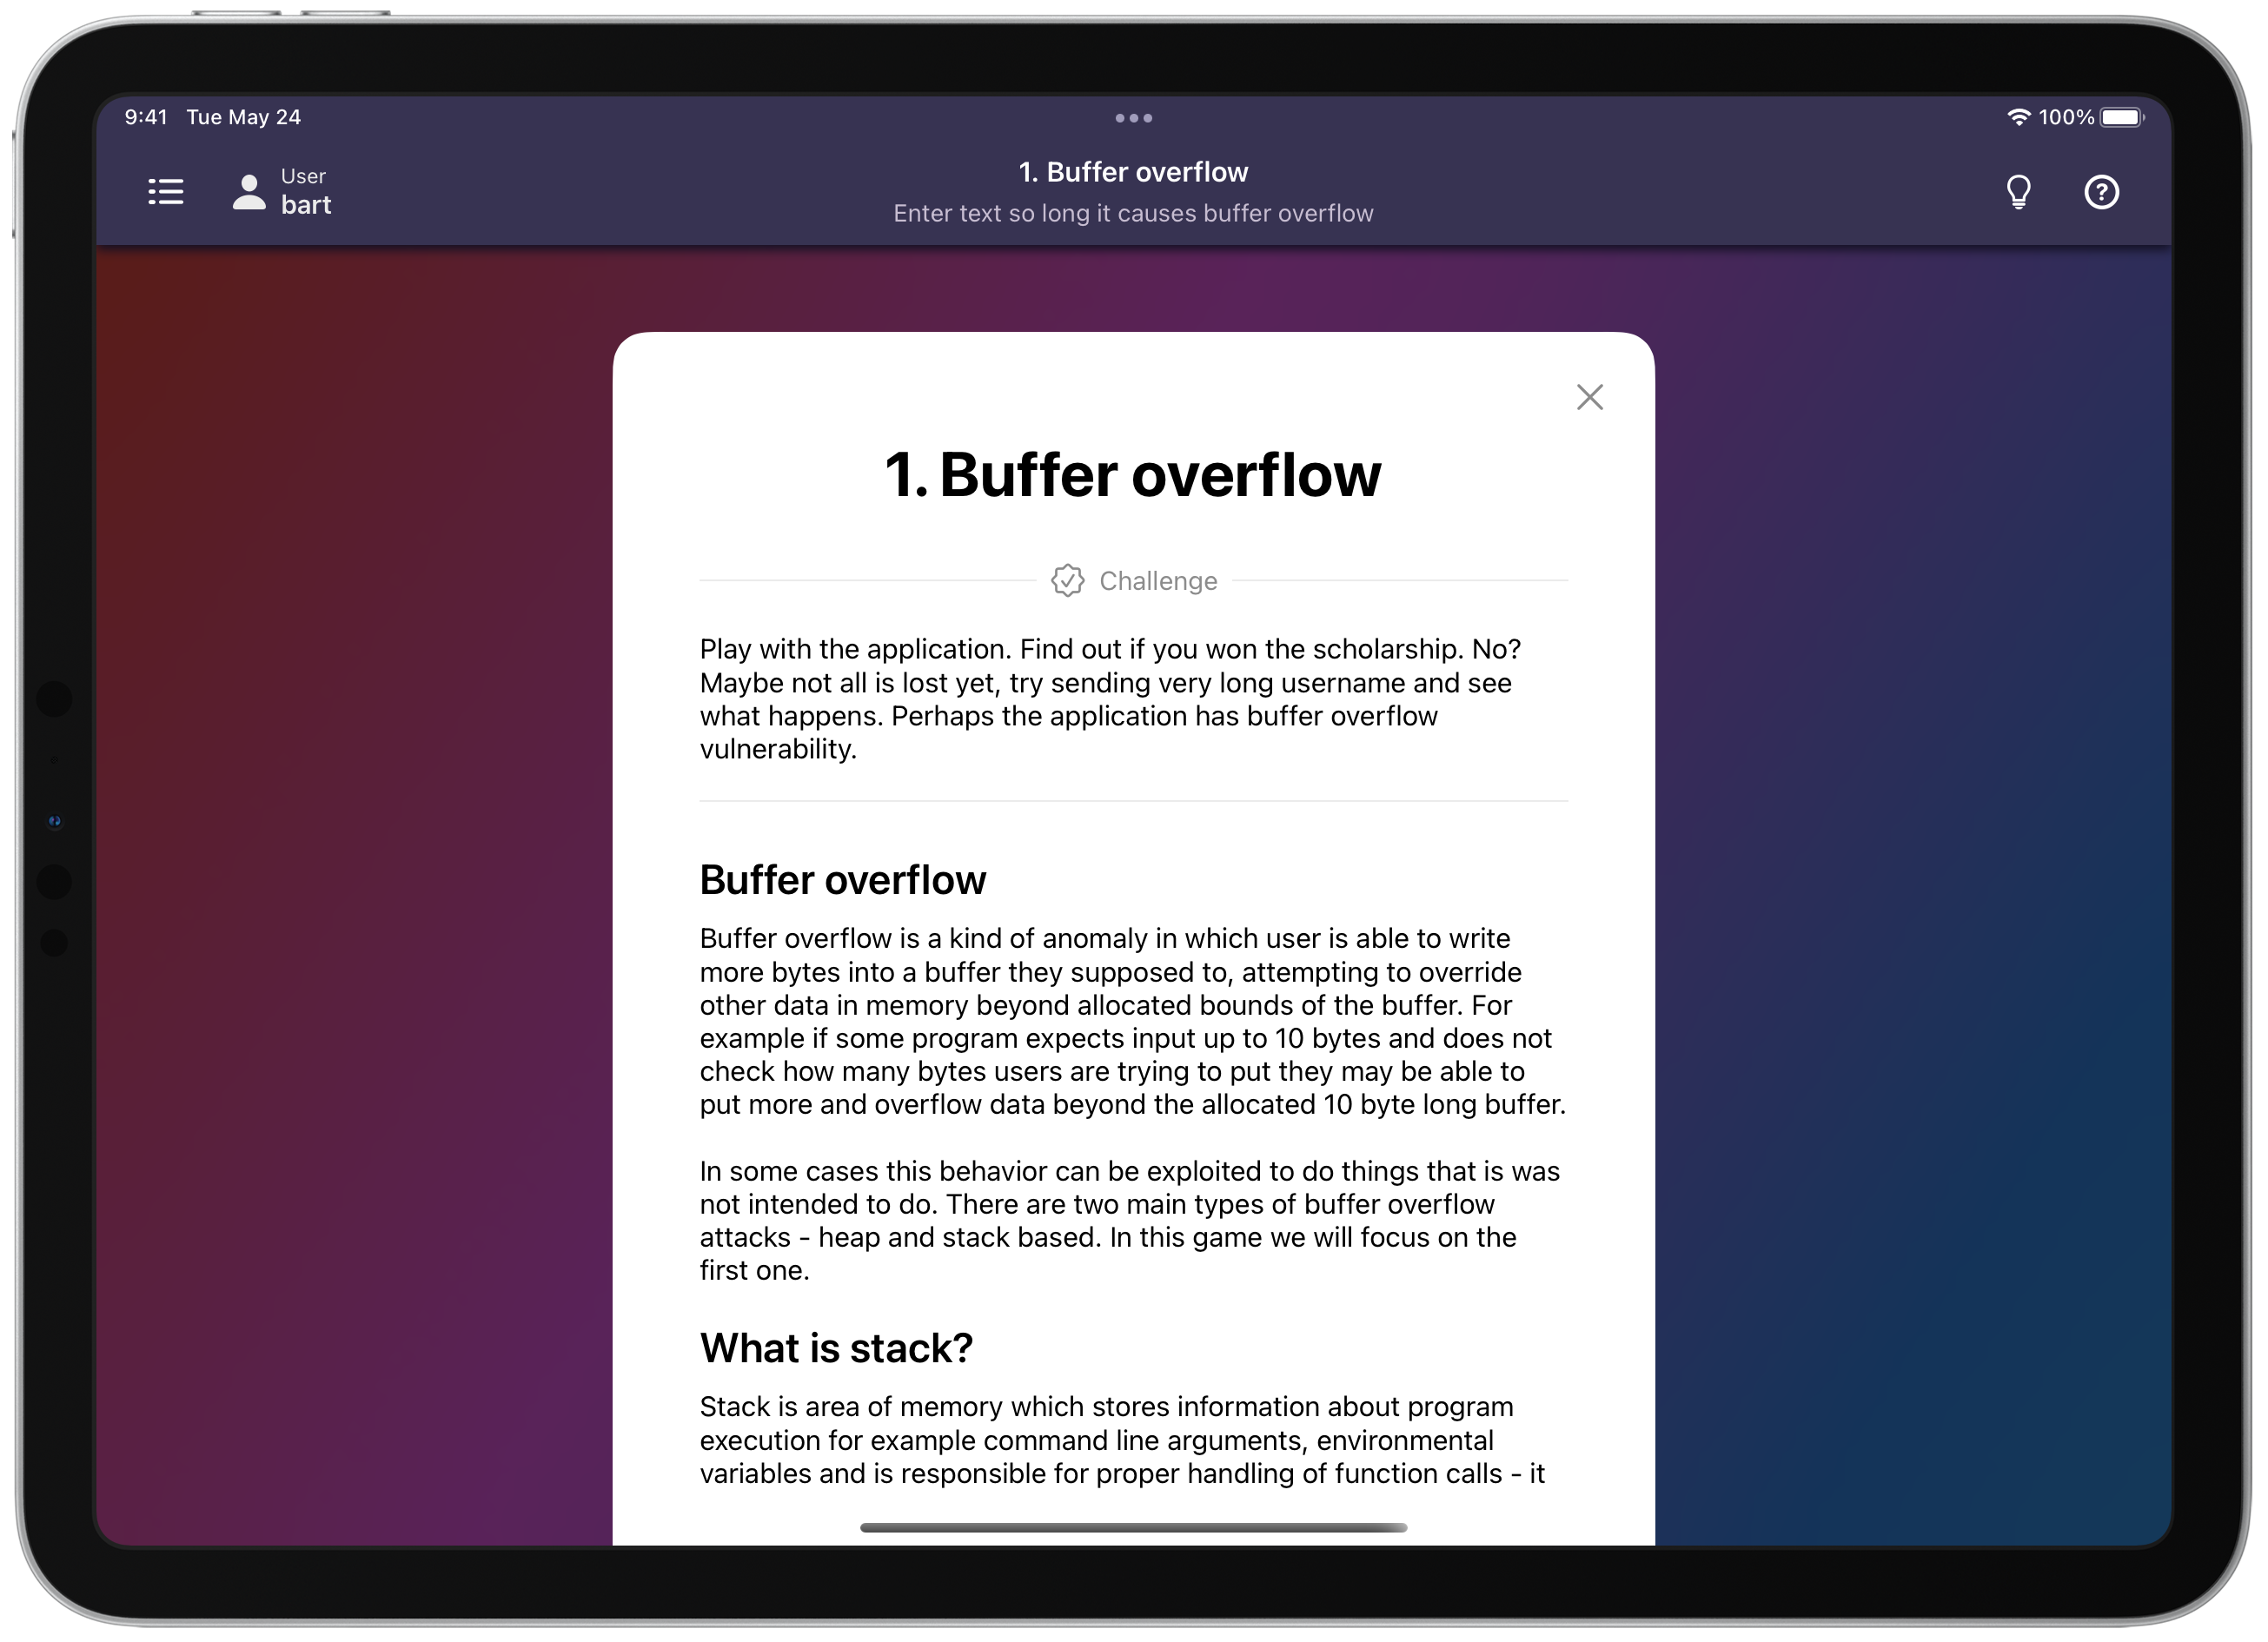 9:41 Tue May 24
100%
User
bart
1. Buffer overflow
Enter text so long it causes buffer overflow
1. Buffer overflow
Challenge
Play with the application. Find out if you won the scholarship. No?
Maybe not all is lost yet, try sending very long username and see
what happens. Perhaps the application has buffer overflow
vulnerability.
Buffer overflow
Buffer overflow is a kind of anomaly in which user is able to write
more bytes into a buffer they supposed to, attempting to override
other data in memory beyond allocated bounds of the buffer. For
example if some program expects input up to 10 bytes and does not
check how many bytes users are trying to put they may be able to
put more and overflow data beyond the allocated 10 byte long buffer.
In some cases this behavior can be exploited to do things that is was
not intended to do. There are two main types of buffer overflow
attacks - heap and stack based. In this game we will focus on the
first one.
What is stack?
Stack is area of memory which stores information about program
execution for example command line arguments, environmental
variables and is responsible for proper handling of function calls - it